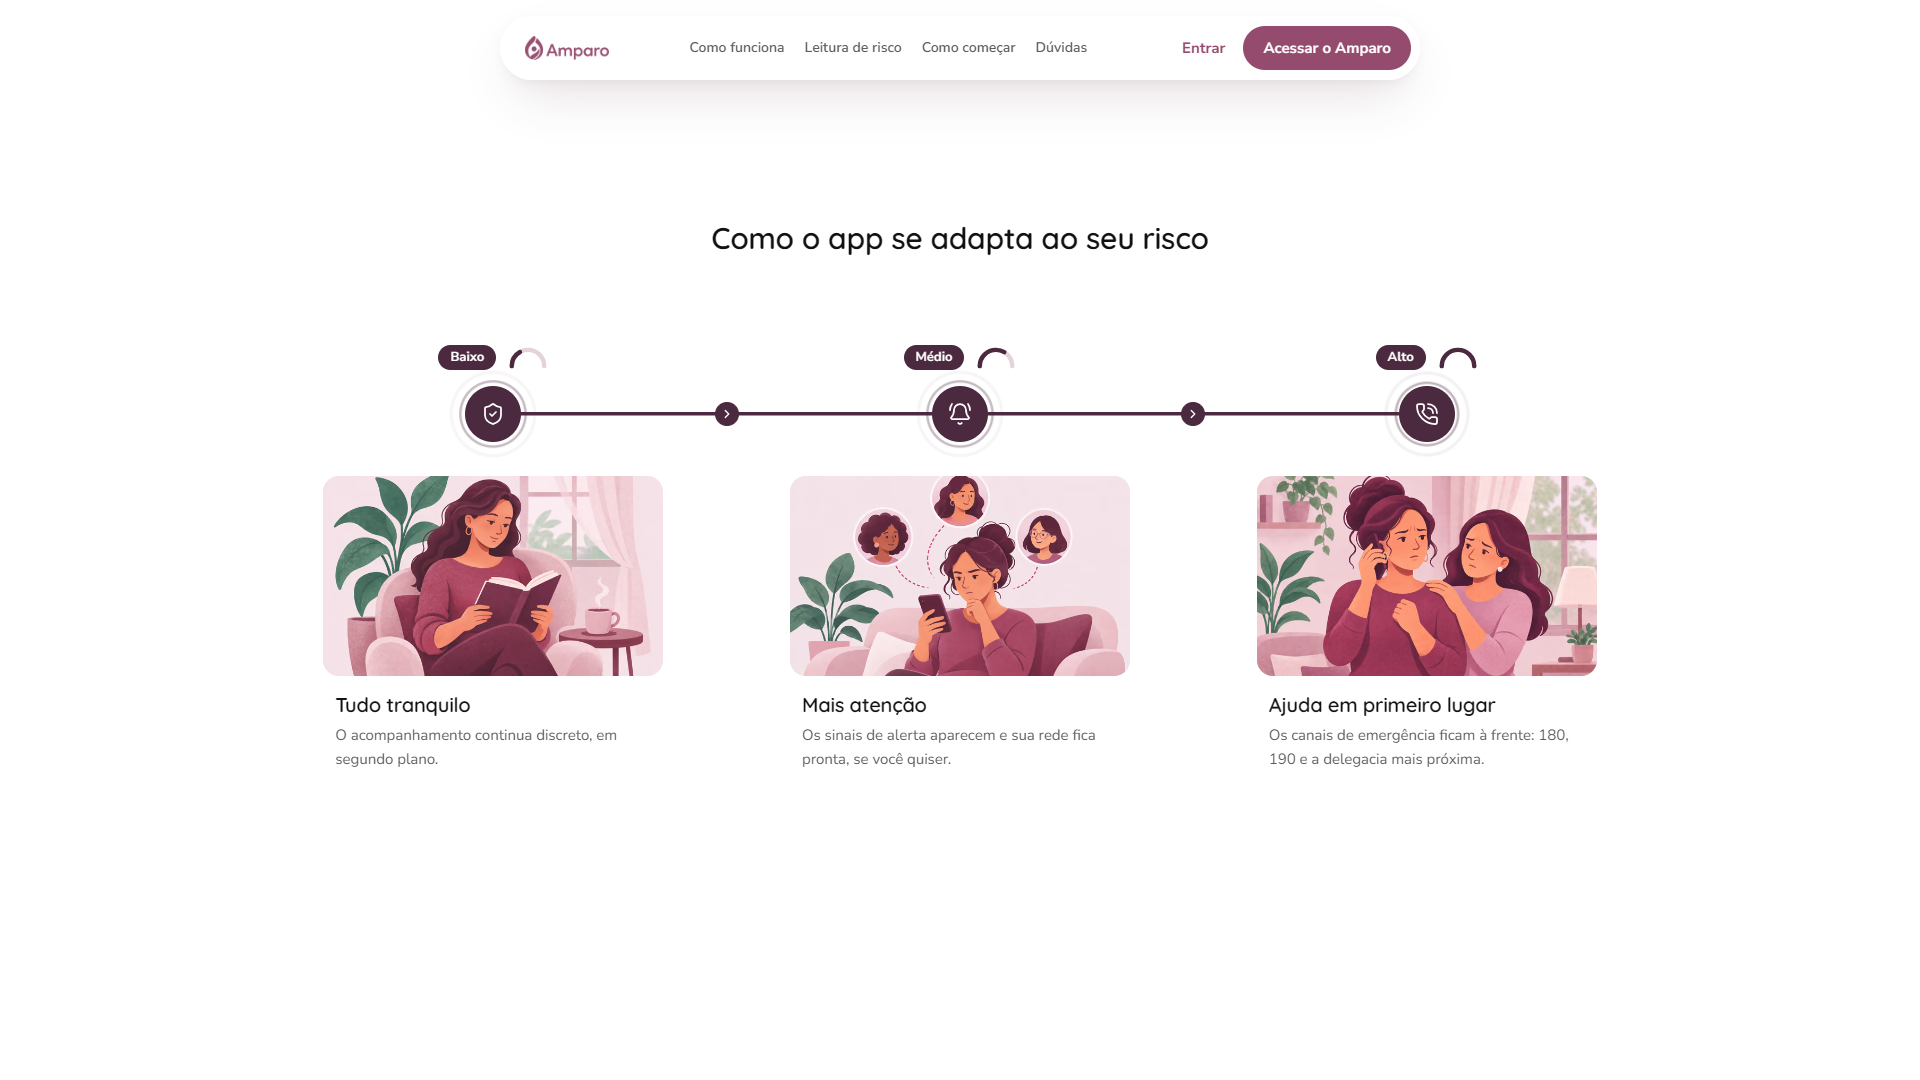 Amparo
Como funciona
Leitura de risco
Como começar
Dúvidas
Entrar
Acessar o Amparo
Como o app se adapta ao seu risco
Baixo
Médio
Alto
Tudo tranquilo
O acompanhamento continua discreto, em
segundo plano.
Mais atenção
Os sinais de alerta aparecem e sua rede fica
pronta, se você quiser.
Ajuda em primeiro lugar
Os canais de emergência ficam à frente: 180,
190 e a delegacia mais próxima.